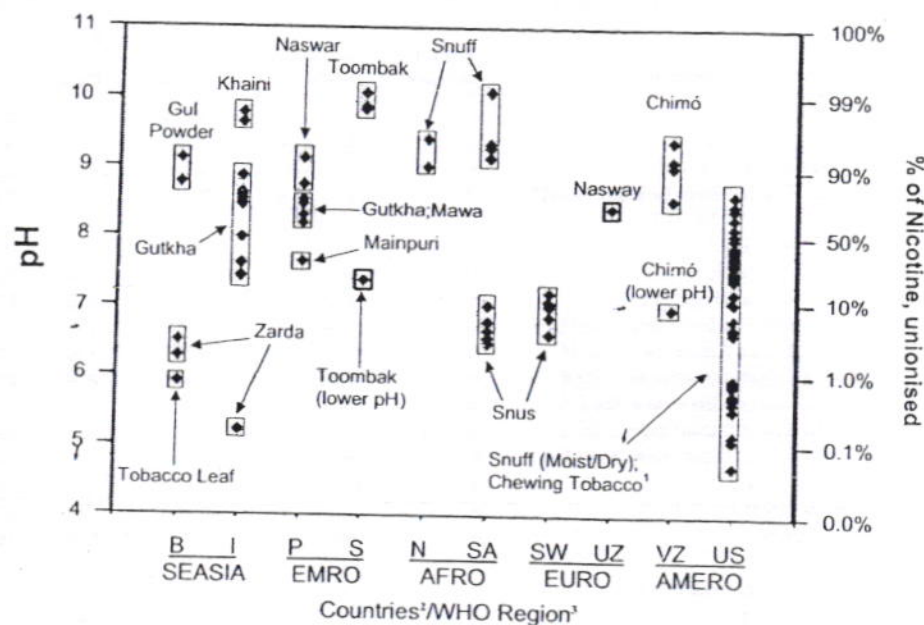 11
10
9
8
7
6
5
4
pH
100%
99%
90%
50%
10%
1.0%
0.1%
0.0%
% of Nicotine, unionised
Gul
Powder
Khaini
Naswar
Toombak
Snuff
Chimó
Gutkha
Gutkha;Mawa
Mainpuri
Nasway
Chimó
(lower pH)
Zarda
Toombak
(lower pH)
Snus
Tobacco Leaf
Snuff (Moist/Dry);
Chewing Tobacco¹
B I P S N SA SW UZ VZ US
SEASIA EMRO AFRO EURO AMERO
Countries²/WHO Region³